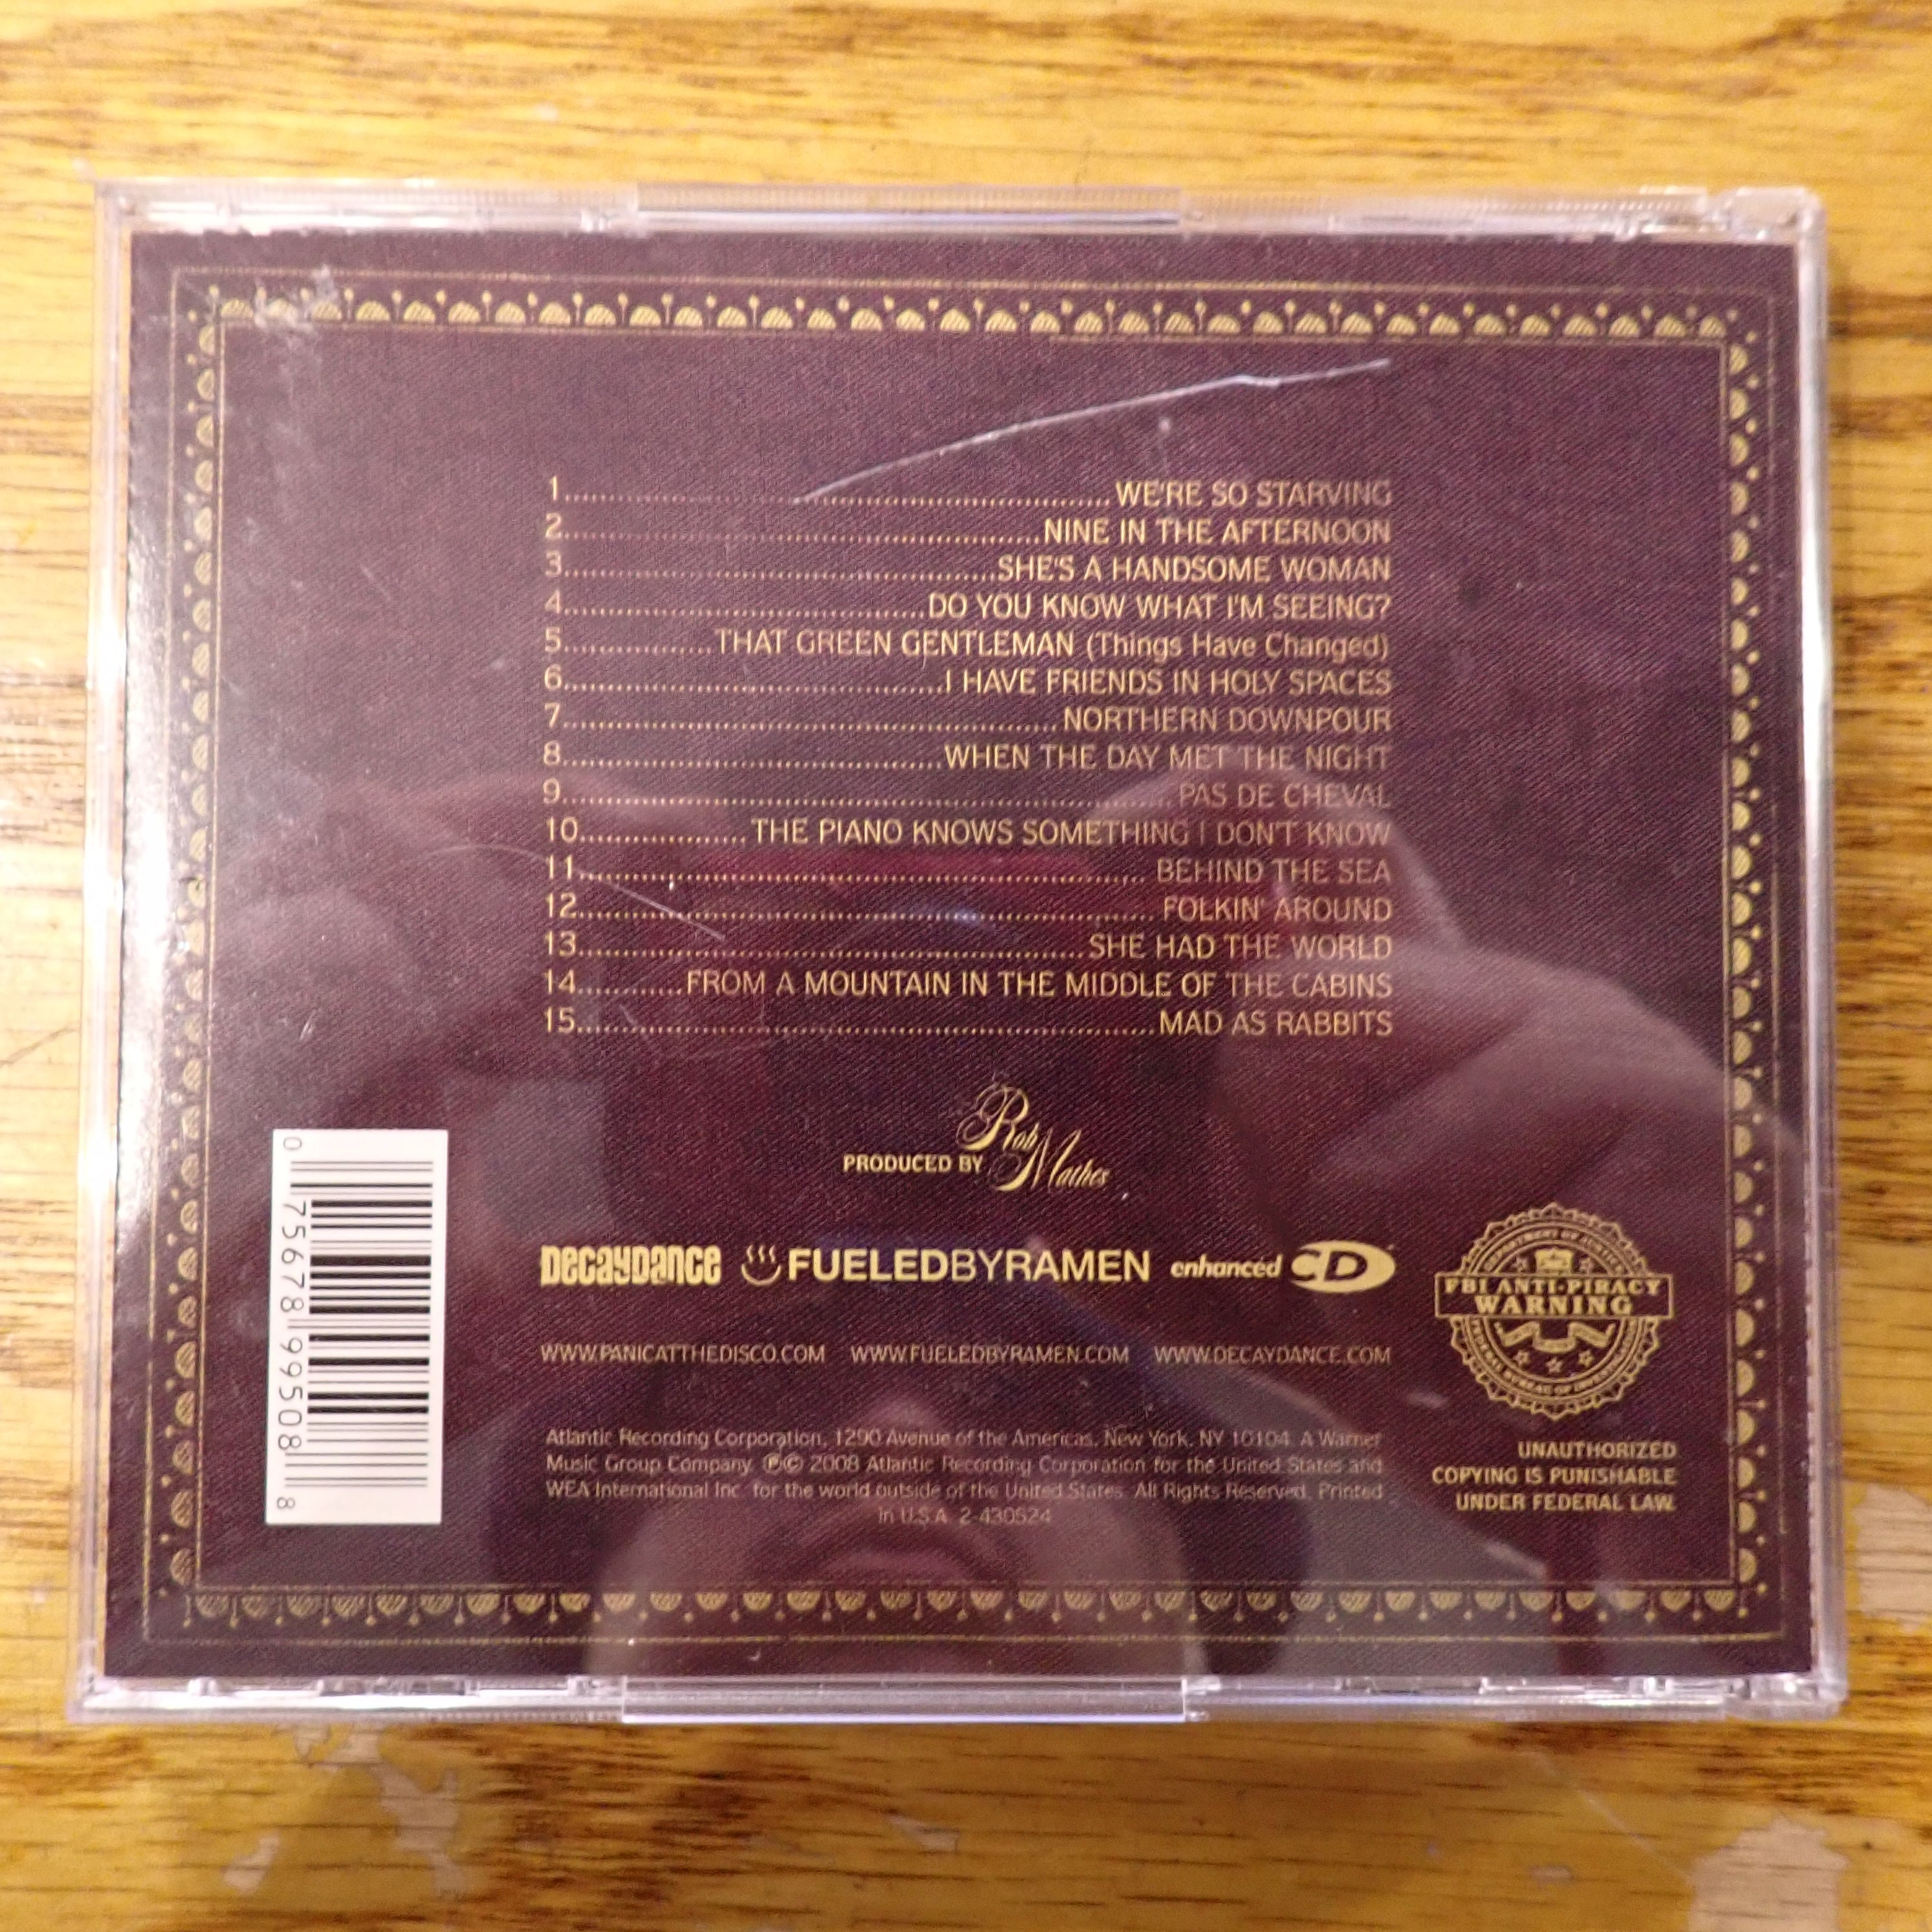 1..........WE'RE SO STARVING
2..........NINE IN THE AFTERNOON
3..........SHE'S A HANDSOME WOMAN
4..........DO YOU KNOW WHAT I'M SEEING?
5..........THAT GREEN GENTLEMAN (Things Have Changed)
6..........I HAVE FRIENDS IN HOLY SPACES
7..........NORTHERN DOWNPOUR
8..........WHEN THE DAY MET THE NIGHT
9..........PAS DE CHEVAL
10..........THE PIANO KNOWS SOMETHING I DON'T KNOW
11..........BEHIND THE SEA
12..........FOLKIN' AROUND
13..........SHE HAD THE WORLD
14..........FROM A MOUNTAIN IN THE MIDDLE OF THE CABINS
15..........MAD AS RABBITS
PRODUCED BY Rob Mathes
0 75678 99508 8
DECAYDANCE FUELEDBYRAMEN enhanced CD
WWW.PANICATTHEDISCO.COM WWW.FUELEDBYRAMEN.COM WWW.DECAYDANCE.COM
Atlantic Recording Corporation, 1290 Avenue of the Americas, New York, NY 10104. A Warner
Music Group Company. ℗© 2008 Atlantic Recording Corporation for the United States and
WEA International Inc. for the world outside of the United States. All Rights Reserved. Printed
in U.S.A. 2-430524
DEPARTMENT OF JUSTICE
FBI ANTI-PIRACY
WARNING
FEDERAL BUREAU OF INVESTIGATION
UNAUTHORIZED
COPYING IS PUNISHABLE
UNDER FEDERAL LAW.